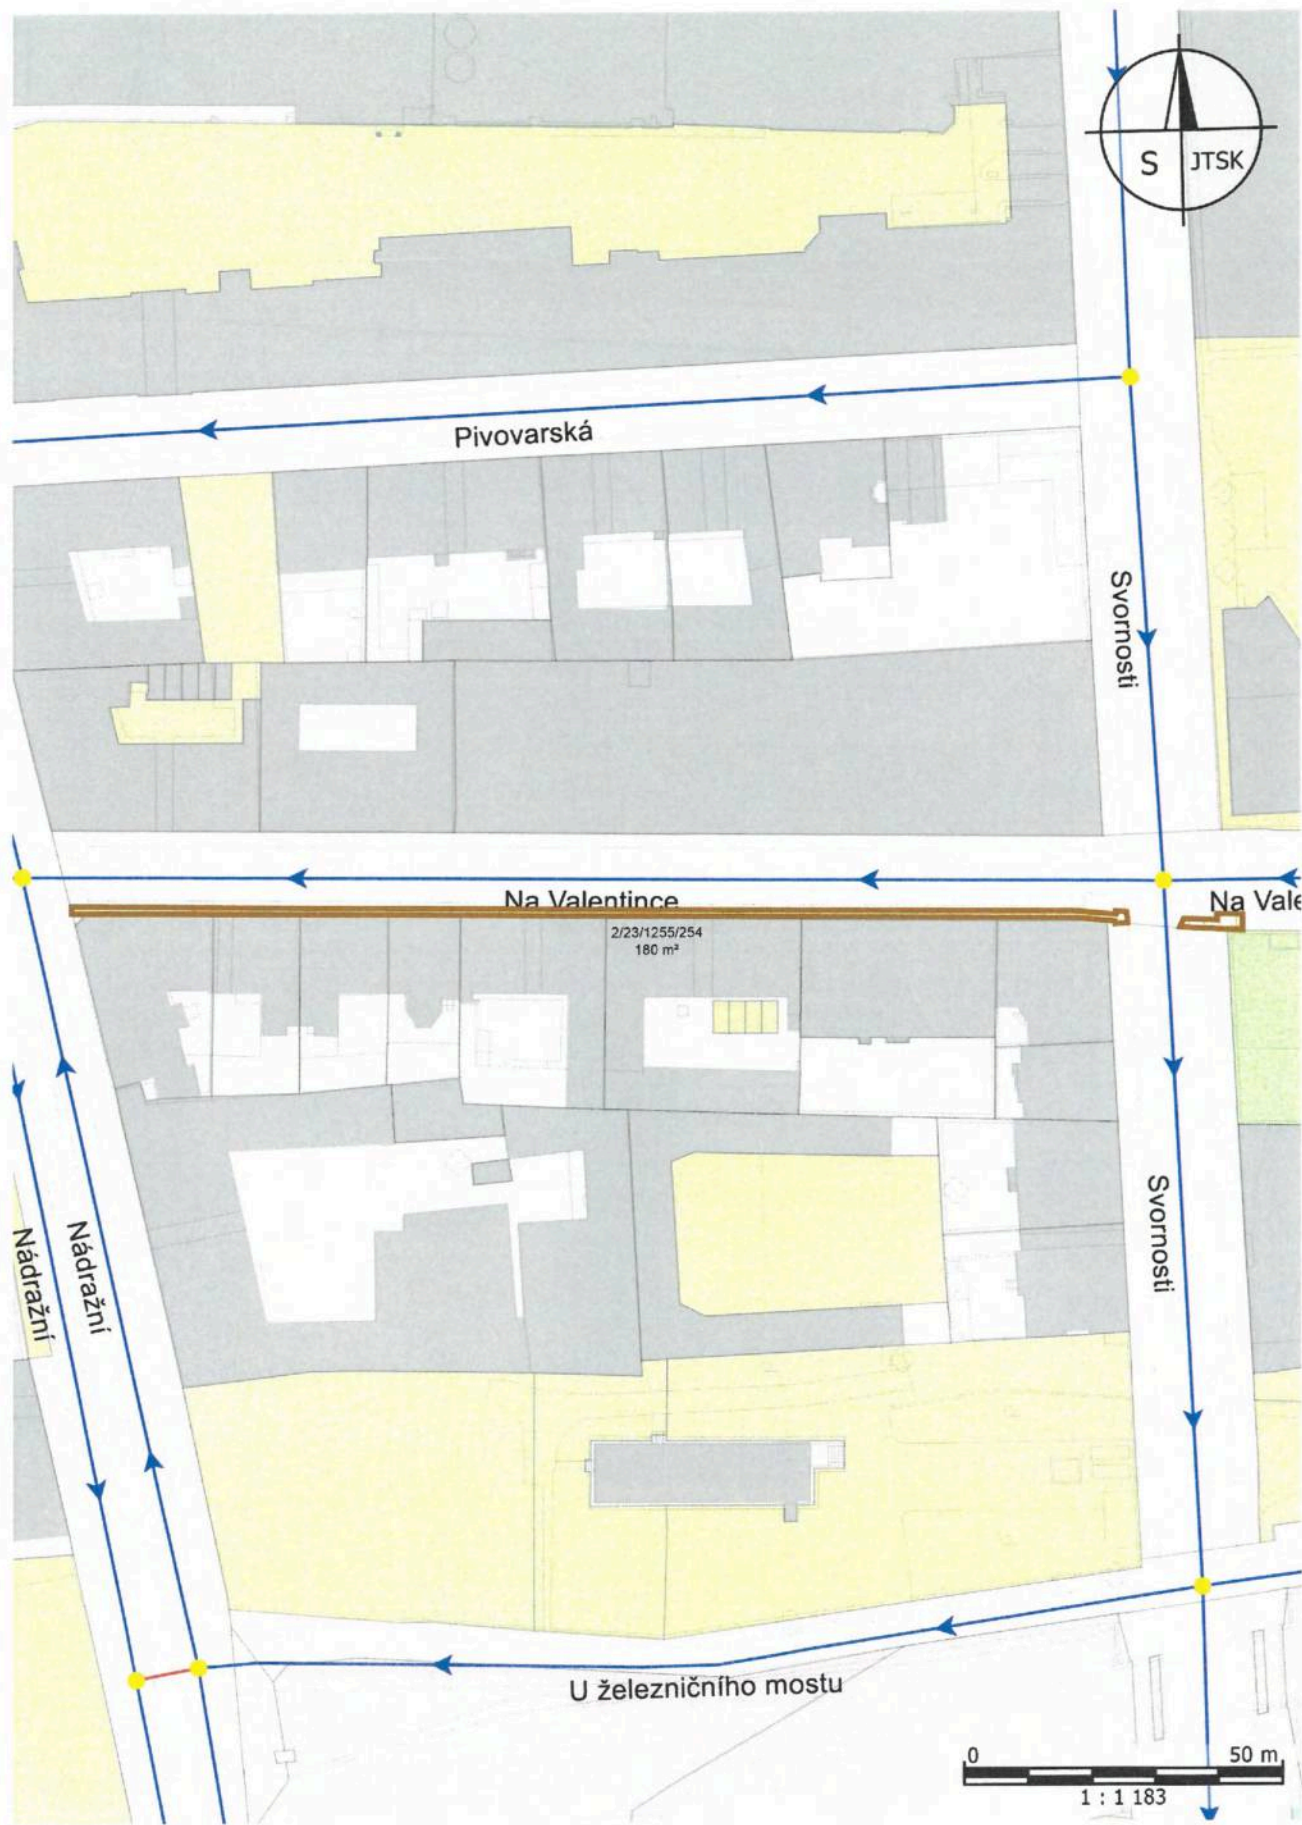 S JTSK
Pivovarská
Svornosti
Na Valentince
Na Vale
2/23/1255/254
180 m²
Svornosti
Nádražní
Nádražní
U železničního mostu
0 50 m
1 : 1 183